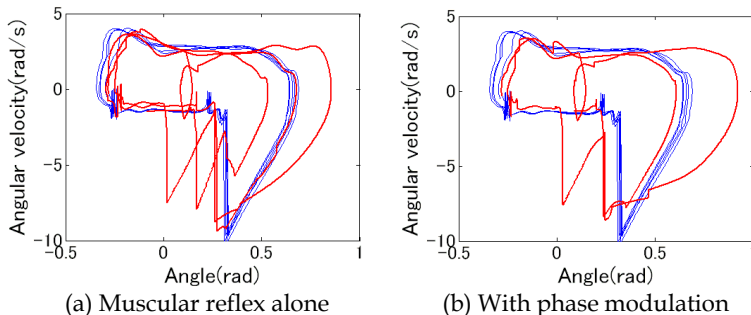 5
5
0
0
−5
−5
−10
−10
−0.5
0
0.5
1
−0.5
0
0.5
Angular velocity(rad/s)
Angular velocity(rad/s)
Angle(rad)
Angle(rad)
(a) Muscular reflex alone
(b) With phase modulation